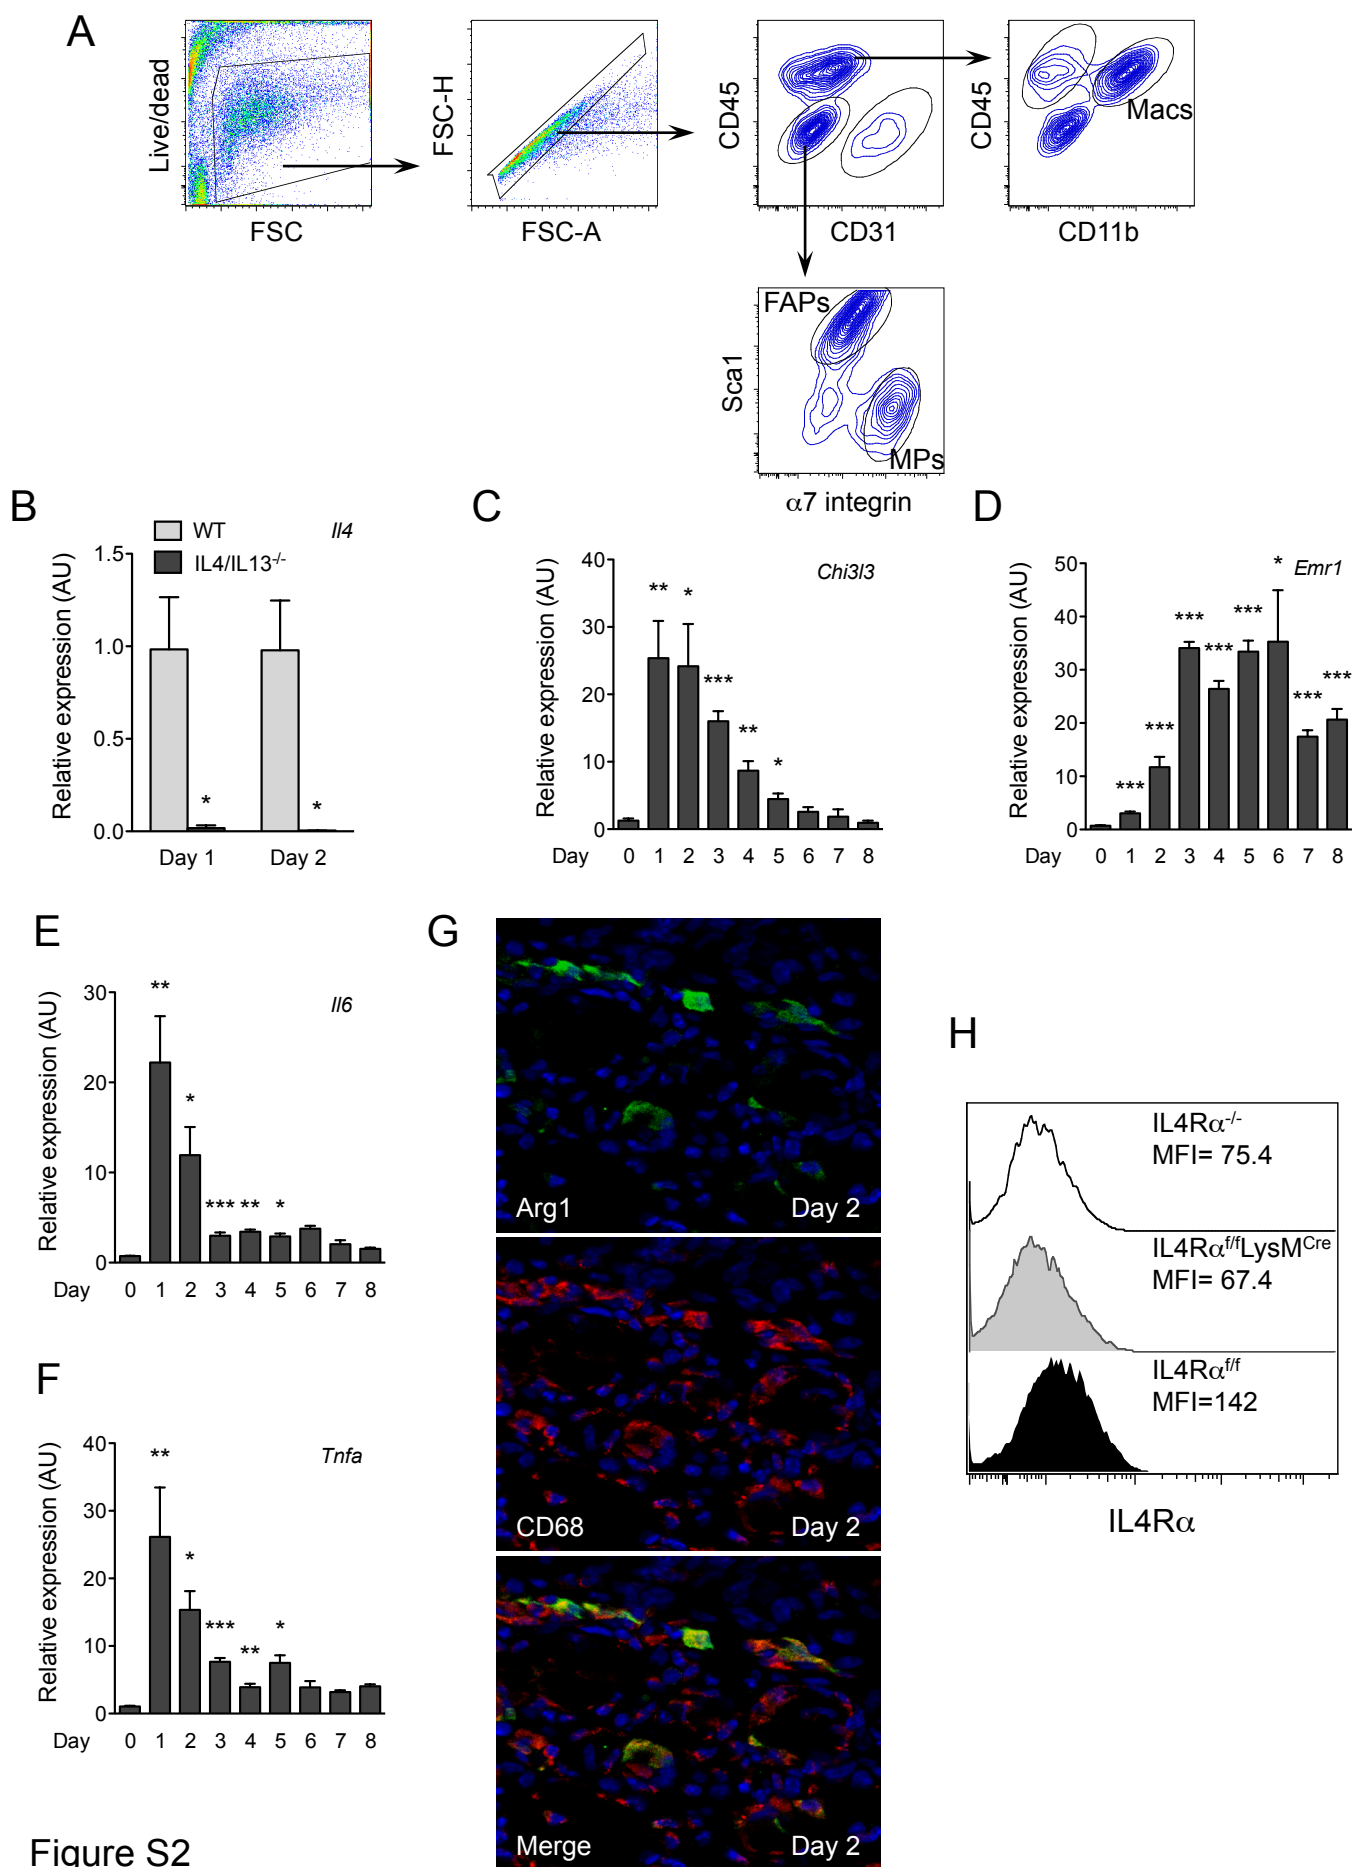 A
Live/dead
FSC
FSC-H
FSC-A
CD45
CD31
CD45
Macs
CD11b
FAPs
Sca1
MPs
α7 integrin
B
WT
IL4/IL13-/-
Il4
Relative expression (AU)
1.5
1.0
0.5
0.0
* *
Day 1 Day 2
C
Chi3l3
Relative expression (AU)
40
30
20
10
0
** * *** ** *
Day 0 1 2 3 4 5 6 7 8
D
Emr1
Relative expression (AU)
50
40
30
20
10
0
*** *** *** *** *** * *** ***
Day 0 1 2 3 4 5 6 7 8
E
Il6
Relative expression (AU)
30
20
10
0
** * *** ** *
Day 0 1 2 3 4 5 6 7 8
F
Tnfa
Relative expression (AU)
40
30
20
10
0
** * *** ** *
Day 0 1 2 3 4 5 6 7 8
G
Arg1 Day 2
CD68 Day 2
Merge Day 2
H
IL4Rα-/-
MFI= 75.4
IL4Rαf/fLysMCre
MFI= 67.4
IL4Rαf/f
MFI=142
IL4Rα
Figure S2